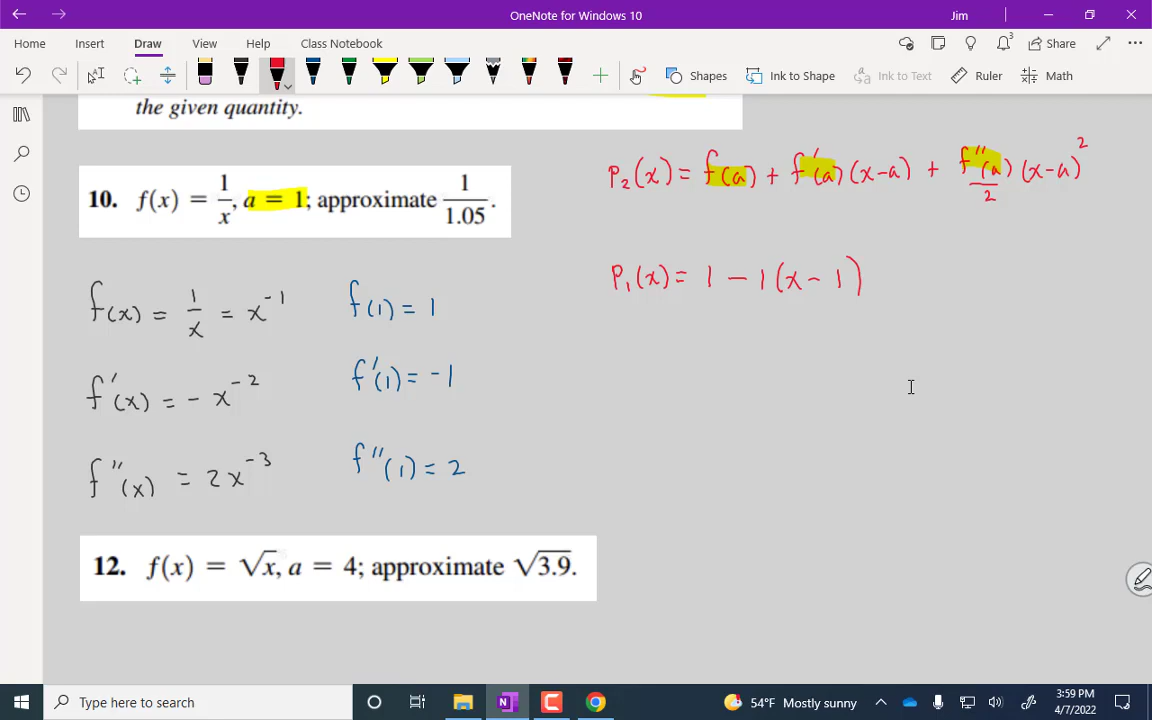 OneNote for Windows 10
Jim
Home Insert Draw View Help Class Notebook
Share
Shapes Ink to Shape Ink to Text Ruler Math
the given quantity.
P₂(x) = f(a) + f'(a)(x-a) + f''(a)/2 (x-a)²
10. f(x) = 1/x, a = 1; approximate 1/1.05.
P₁(x) = 1 - 1(x - 1)
f(x) = 1/x = x⁻¹ f(1) = 1
f'(x) = -x⁻² f'(1) = -1
f''(x) = 2x⁻³ f''(1) = 2
12. f(x) = √x, a = 4; approximate √3.9.
Type here to search
54°F Mostly sunny
3:59 PM
4/7/2022